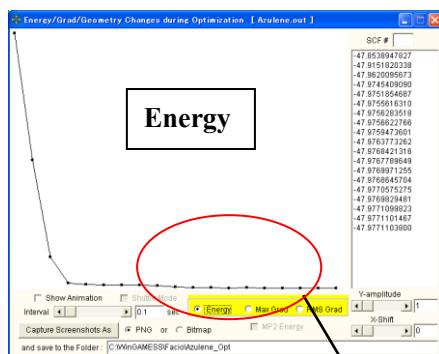 Energy/Grad/Geometry Changes during Optimization [ Azulene.out ]
SCF #
Energy
-47.8538947827
-47.9151820338
-47.9620095673
-47.9745409090
-47.9751854687
-47.9755616310
-47.9756283518
-47.9756622766
-47.9759473601
-47.9763773262
-47.9768421316
-47.9767789649
-47.9769971255
-47.9768645704
-47.9770575275
-47.9769829481
-47.9771099823
-47.9771101467
-47.9771103800
Show Animation Shuttle Mode
Interval 0.1 sec
Energy Max Grad RMS Grad
Y-amplitude
1
Capture Screenshots As PNG or Bitmap MP2 Energy
X-Shift
0
and save to the Folder : C:\WinGAMESS\Facio\Azulene_Opt